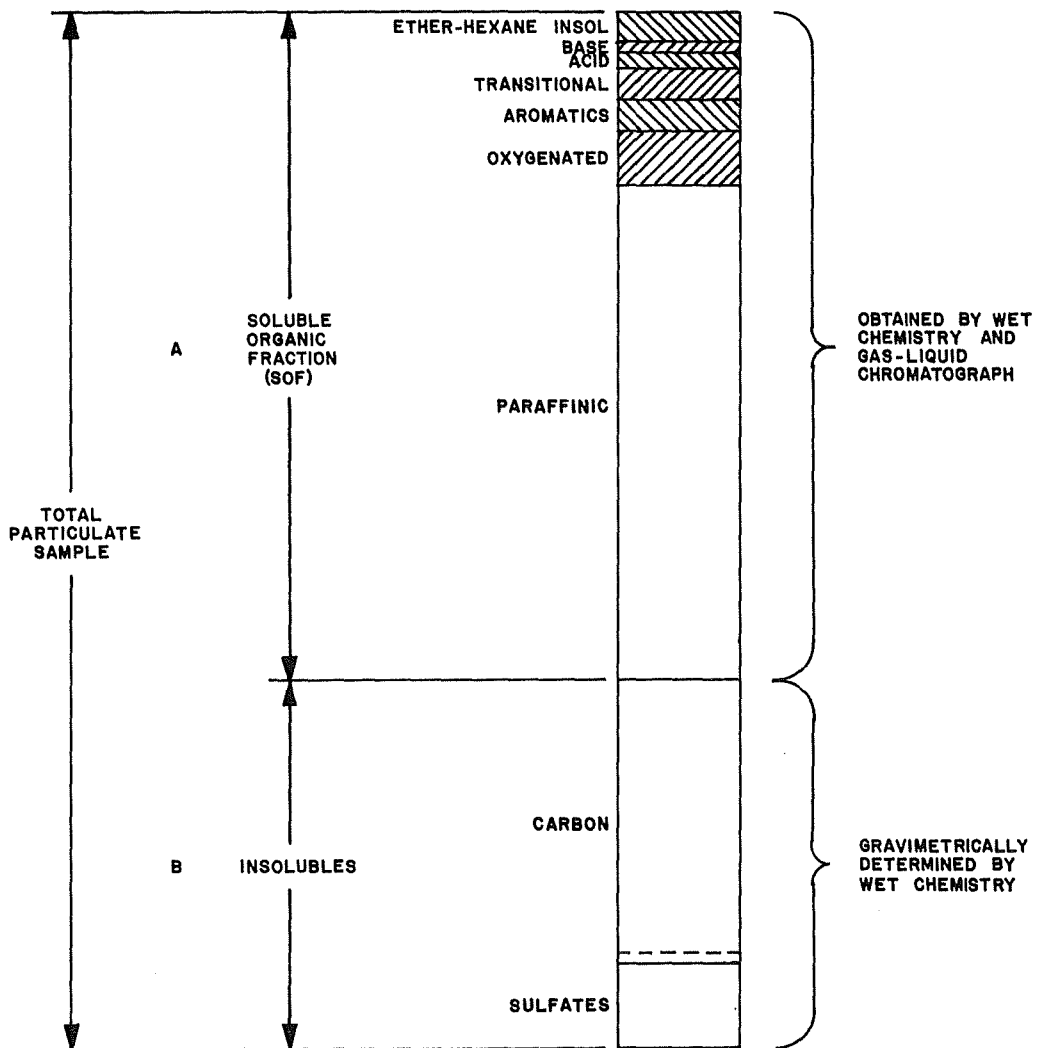 ETHER-HEXANE INSOL
BASE
ACID
TRANSITIONAL
AROMATICS
OXYGENATED
A
SOLUBLE
ORGANIC
FRACTION
(SOF)
PARAFFINIC
OBTAINED BY WET
CHEMISTRY AND
GAS-LIQUID
CHROMATOGRAPH
TOTAL
PARTICULATE
SAMPLE
CARBON
B
INSOLUBLES
GRAVIMETRICALLY
DETERMINED BY
WET CHEMISTRY
SULFATES